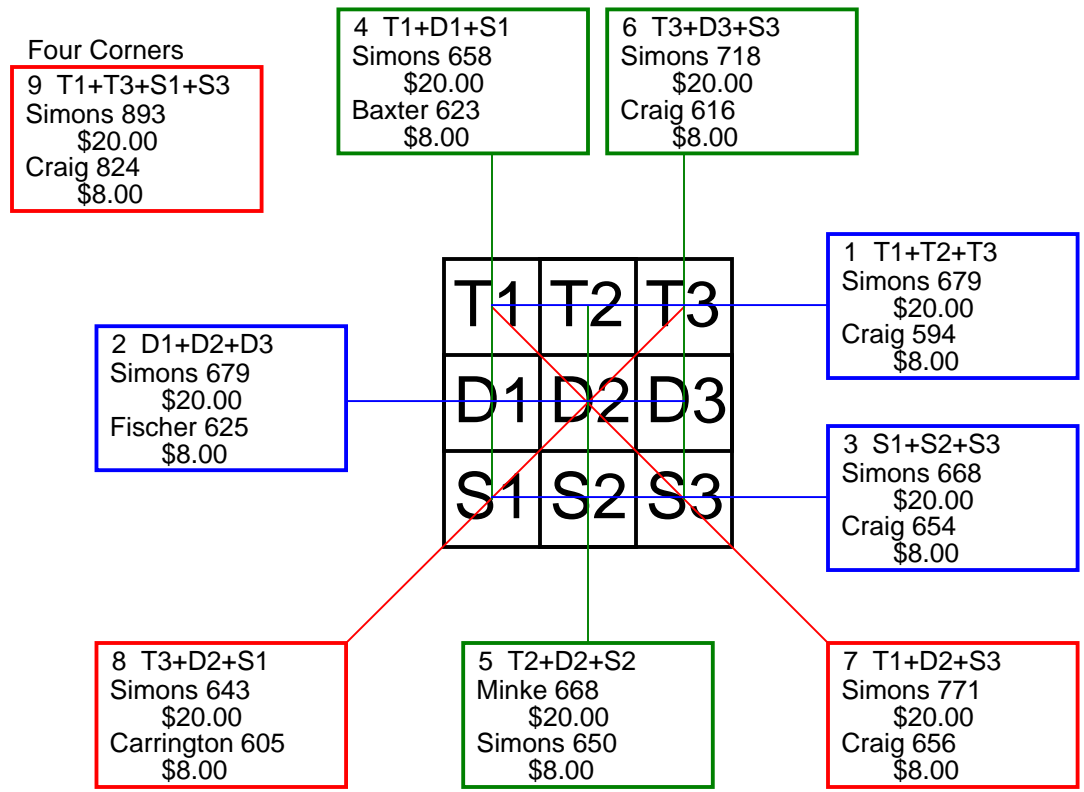 Four Corners
9 T1+T3+S1+S3
Simons 893
$20.00
Craig 824
$8.00
4 T1+D1+S1
Simons 658
$20.00
Baxter 623
$8.00
6 T3+D3+S3
Simons 718
$20.00
Craig 616
$8.00
1 T1+T2+T3
Simons 679
$20.00
Craig 594
$8.00
2 D1+D2+D3
Simons 679
$20.00
Fischer 625
$8.00
T1 T2 T3
D1 D2 D3
S1 S2 S3
3 S1+S2+S3
Simons 668
$20.00
Craig 654
$8.00
8 T3+D2+S1
Simons 643
$20.00
Carrington 605
$8.00
5 T2+D2+S2
Minke 668
$20.00
Simons 650
$8.00
7 T1+D2+S3
Simons 771
$20.00
Craig 656
$8.00